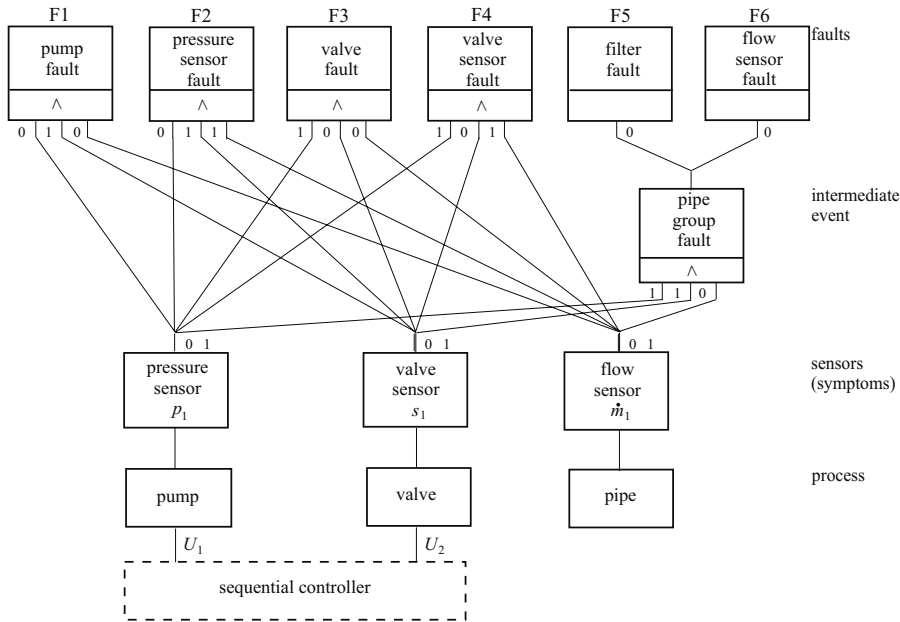 F1 F2 F3 F4 F5 F6
pump
fault
∧
pressure
sensor
fault
∧
valve
fault
∧
valve
sensor
fault
∧
filter
fault
flow
sensor
fault
faults
0 1 0 0 1 1 1 0 0 1 0 1 0 0
pipe
group
fault
∧
intermediate
event
1 1 0
0 1 0 1 0 1
pressure
sensor
p₁
valve
sensor
s₁
flow
sensor
ṁ₁
sensors
(symptoms)
pump
valve
pipe
process
U₁ U₂
sequential controller